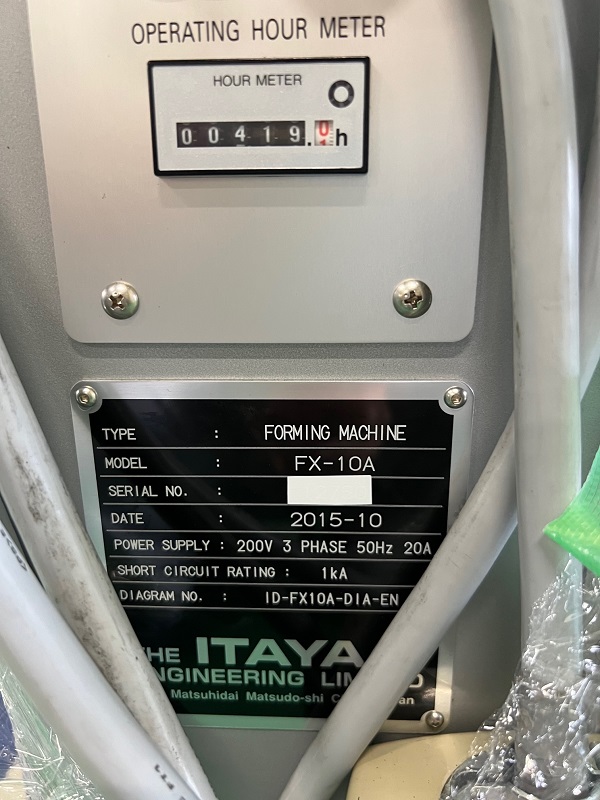 OPERATING HOUR METER
HOUR METER
00419.0h
TYPE : FORMING MACHINE
MODEL : FX-10A
SERIAL NO. :
DATE : 2015-10
POWER SUPPLY : 200V 3 PHASE 50Hz 20A
SHORT CIRCUIT RATING : 1kA
DIAGRAM NO. : ID-FX10A-DIA-EN
THE ITAYA
ENGINEERING
Matsuhidai Matsudo-shi